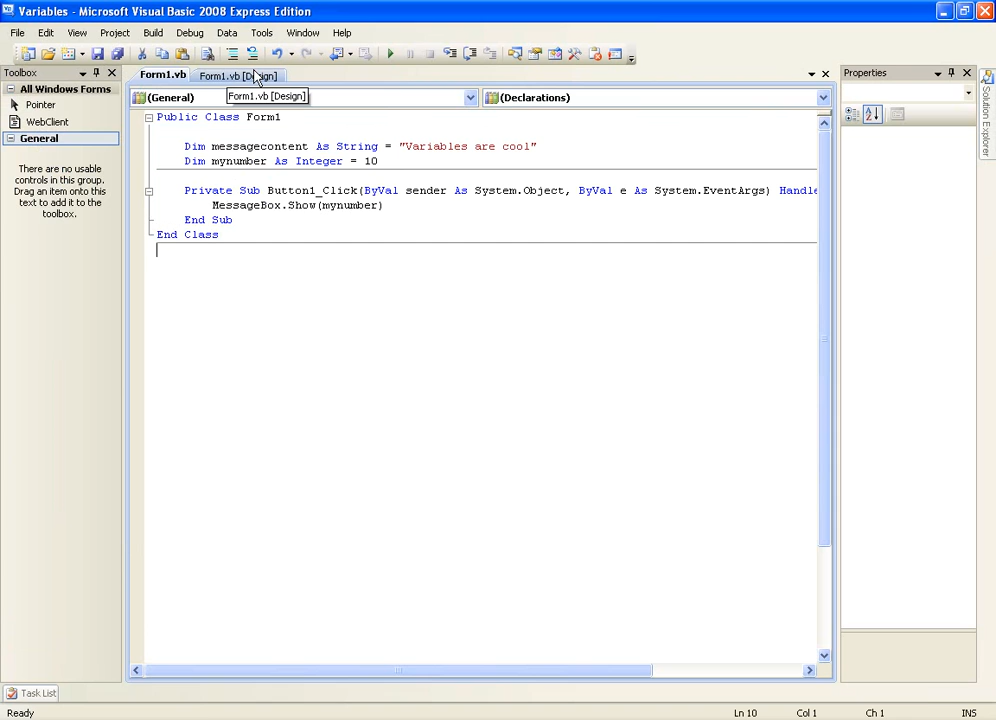 Variables - Microsoft Visual Basic 2008 Express Edition
File Edit View Project Build Debug Data Tools Window Help
Toolbox
Form1.vb Form1.vb [Design]
Properties
All Windows Forms
(General) Form1.vb [Design] (Declarations)
Pointer
WebClient
General
There are no usable
controls in this group.
Drag an item onto this
text to add it to the
toolbox.
Public Class Form1
Dim messagecontent As String = "Variables are cool"
Dim mynumber As Integer = 10
Private Sub Button1_Click(ByVal sender As System.Object, ByVal e As System.EventArgs) Handle
MessageBox.Show(mynumber)
End Sub
End Class
Solution Explorer
Task List
Ready Ln 10 Col 1 Ch 1 INS